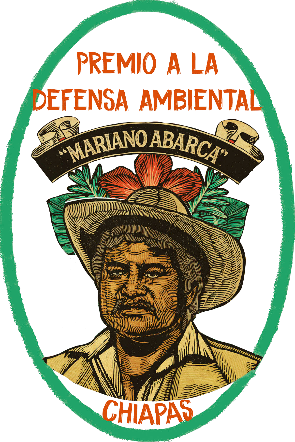 PREMIO A LA
DEFENSA AMBIENTAL
"MARIANO ABARCA"
CHIAPAS